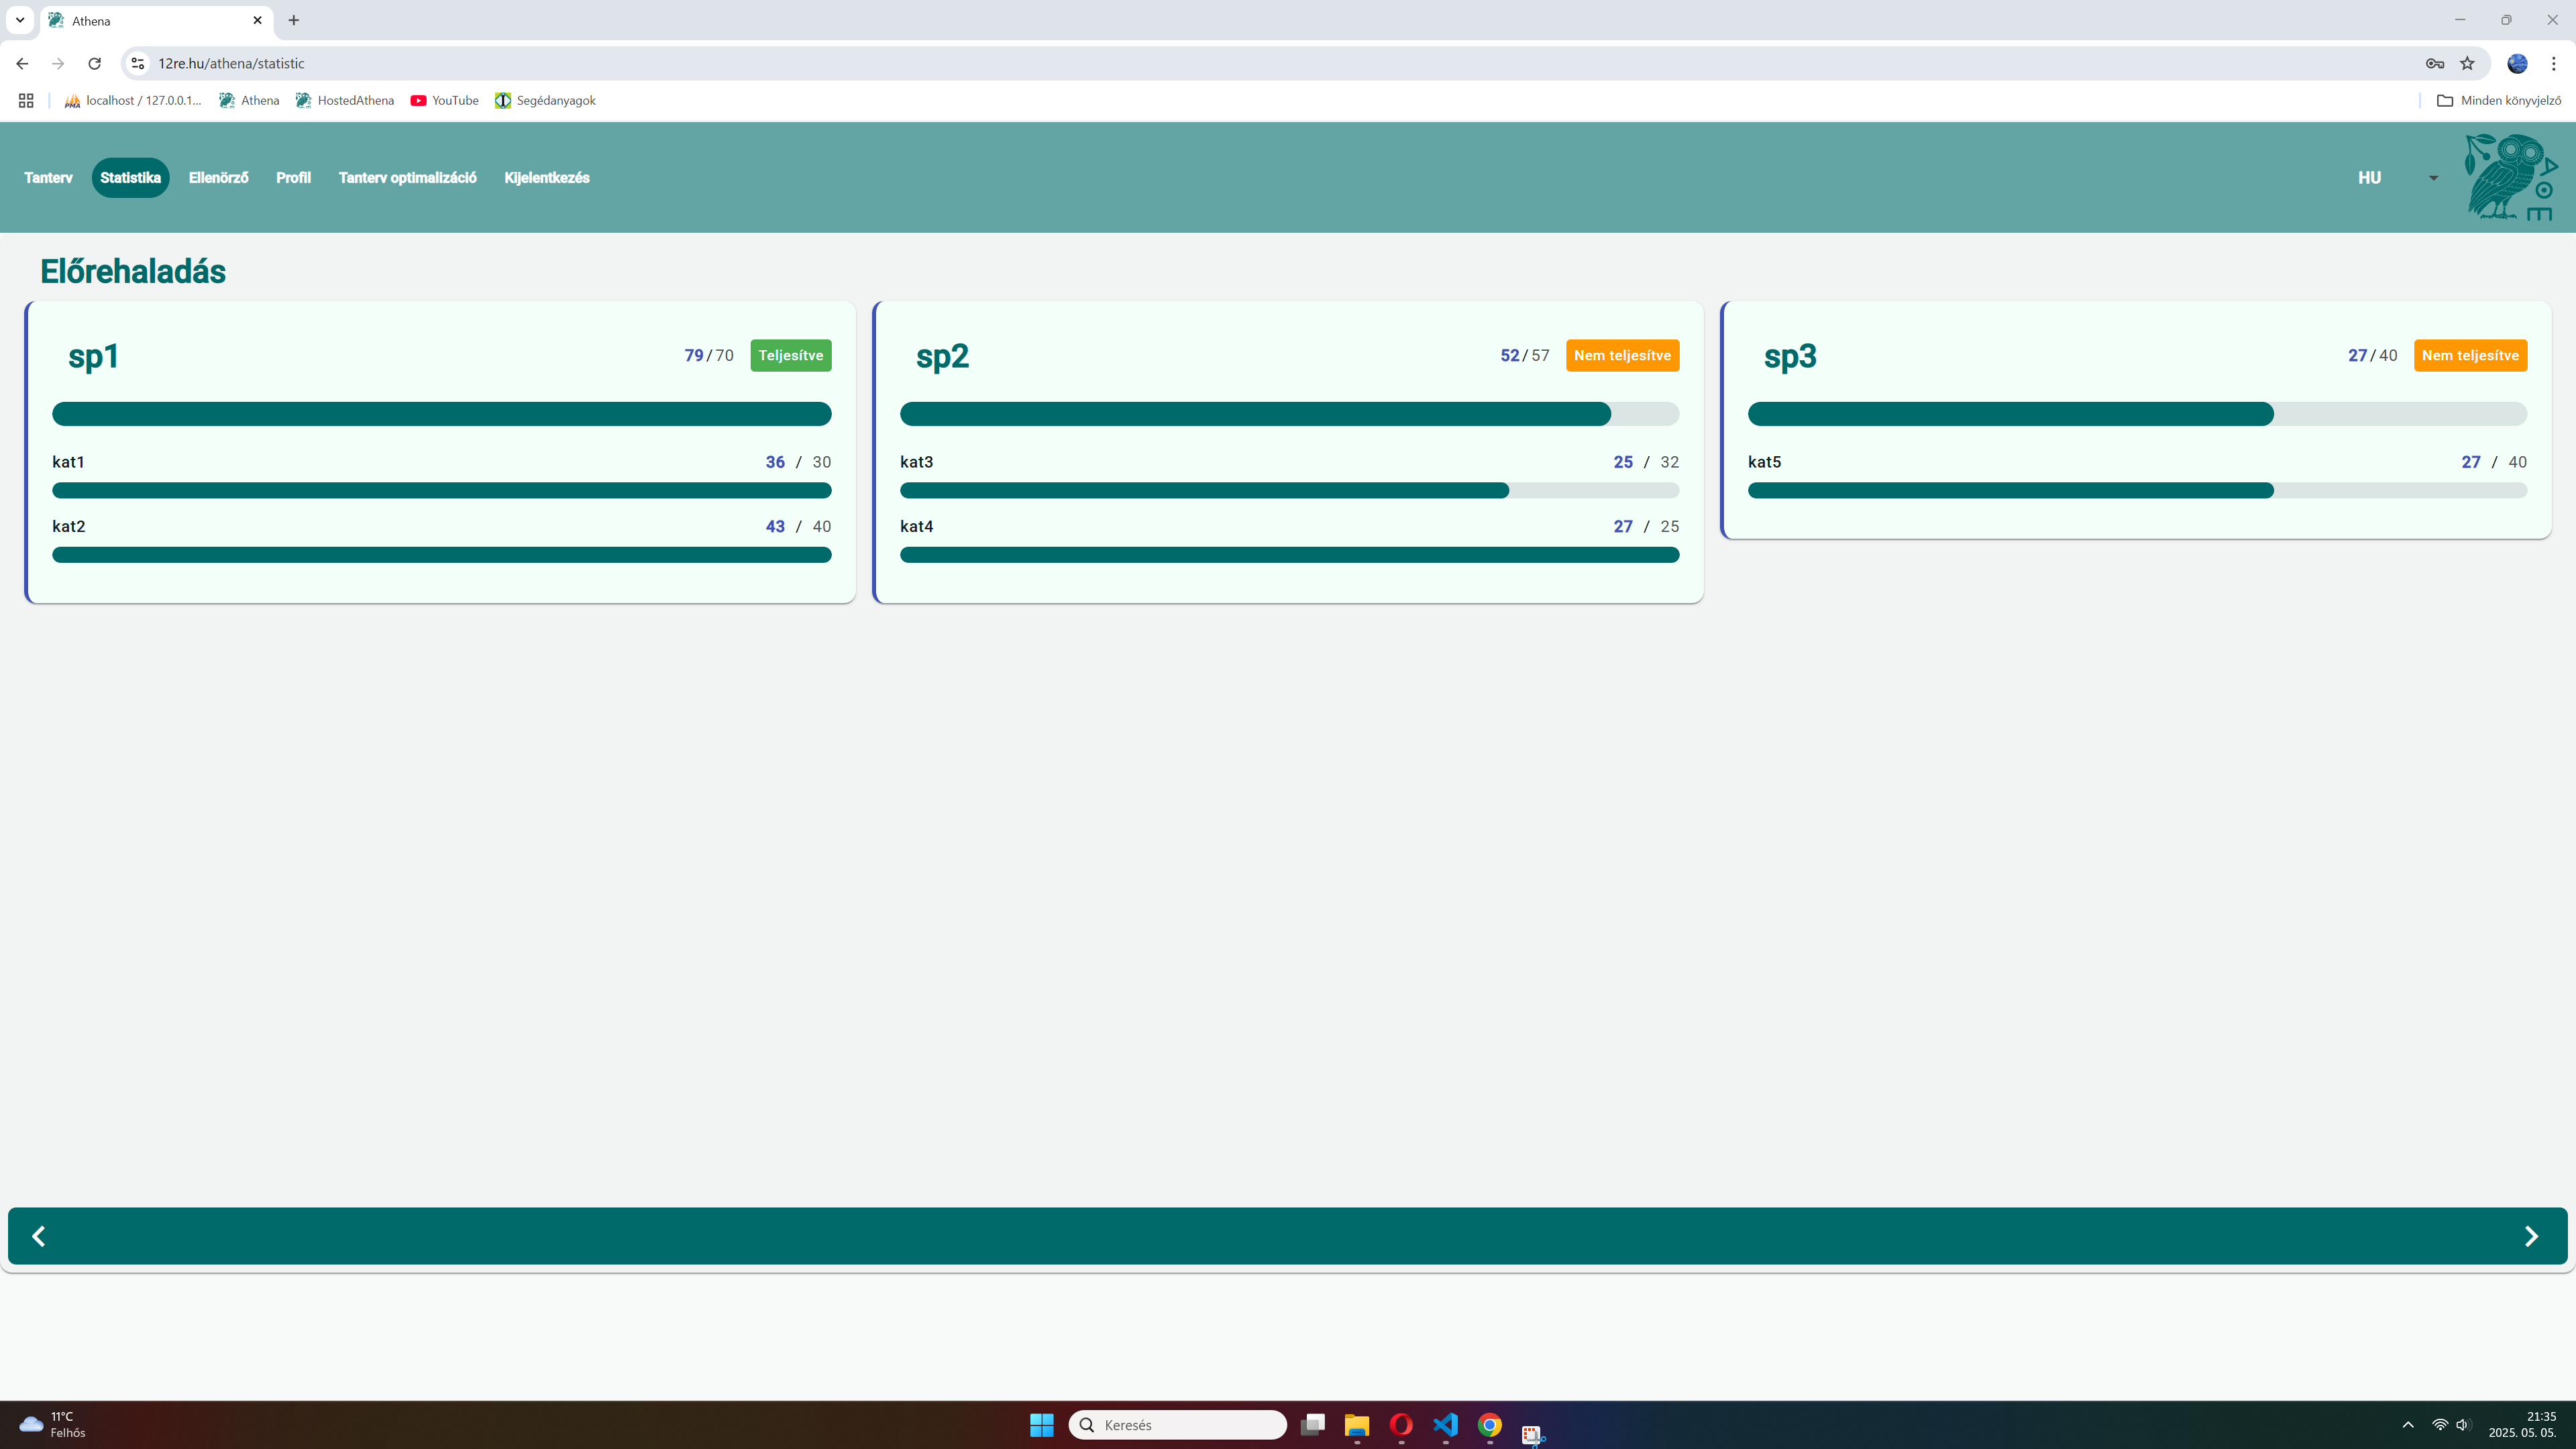 Athena
12re.hu/athena/statistic
localhost / 127.0.0.1... Athena HostedAthena YouTube Segédanyagok Minden könyvjelző
Tanterv Statistika Ellenörző Profil Tanterv optimalizáció Kijelentkezés HU
Előrehaladás
sp1 79 / 70 Teljesítve
kat1 36 / 30
kat2 43 / 40
sp2 52 / 57 Nem teljesítve
kat3 25 / 32
kat4 27 / 25
sp3 27 / 40 Nem teljesítve
kat5 27 / 40
11°C
Felhős
Keresés
21:35
2025. 05. 05.